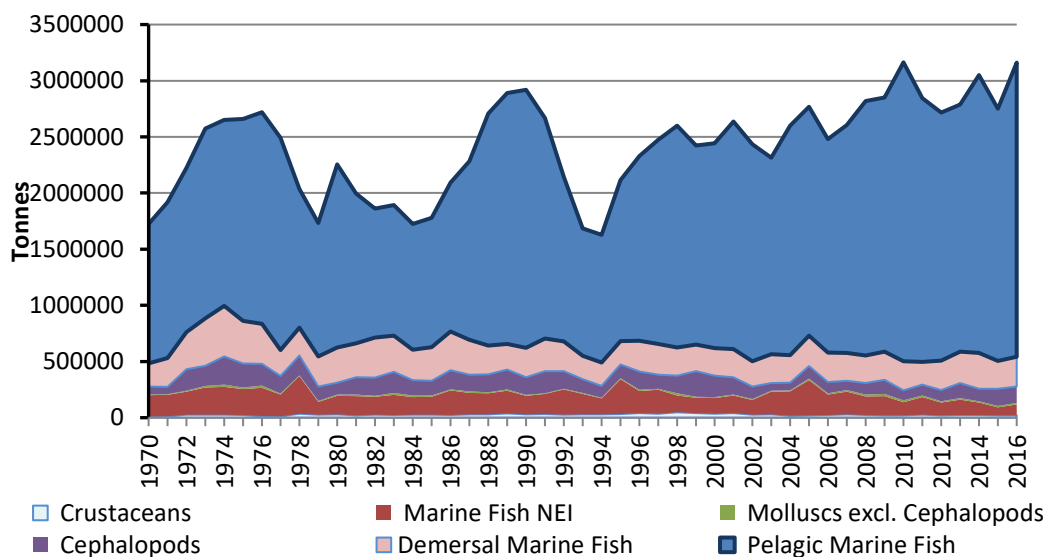 3500000
3000000
2500000
2000000
1500000
1000000
500000
0
Tonnes
1970 1972 1974 1976 1978 1980 1982 1984 1986 1988 1990 1992 1994 1996 1998 2000 2002 2004 2006 2008 2010 2012 2014 2016
Crustaceans Marine Fish NEI Molluscs excl. Cephalopods
Cephalopods Demersal Marine Fish Pelagic Marine Fish